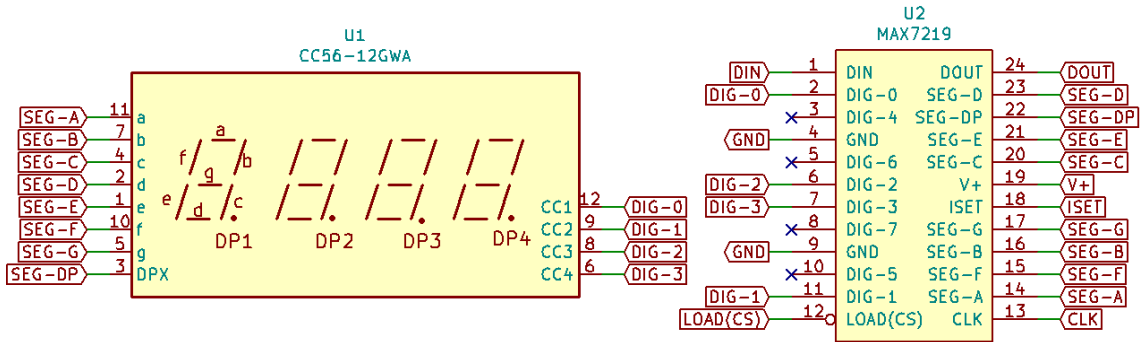 U1
CC56-12GWA
SEG-A 11 a
SEG-B 7 b
SEG-C 4 c
SEG-D 2 d
SEG-E 1 e
SEG-F 10 f
SEG-G 5 g
SEG-DP 3 DPX
a
f b
g
e c
d
DP1 DP2 DP3 DP4
CC1 12 DIG-0
CC2 9 DIG-1
CC3 8 DIG-2
CC4 6 DIG-3
U2
MAX7219
DIN 1 DIN DOUT 24 DOUT
DIG-0 2 DIG-0 SEG-D 23 SEG-D
3 DIG-4 SEG-DP 22 SEG-DP
GND 4 GND SEG-E 21 SEG-E
5 DIG-6 SEG-C 20 SEG-C
DIG-2 6 DIG-2 V+ 19 V+
DIG-3 7 DIG-3 ISET 18 ISET
8 DIG-7 SEG-G 17 SEG-G
GND 9 GND SEG-B 16 SEG-B
10 DIG-5 SEG-F 15 SEG-F
DIG-1 11 DIG-1 SEG-A 14 SEG-A
LOAD(CS) 12 LOAD(CS) CLK 13 CLK